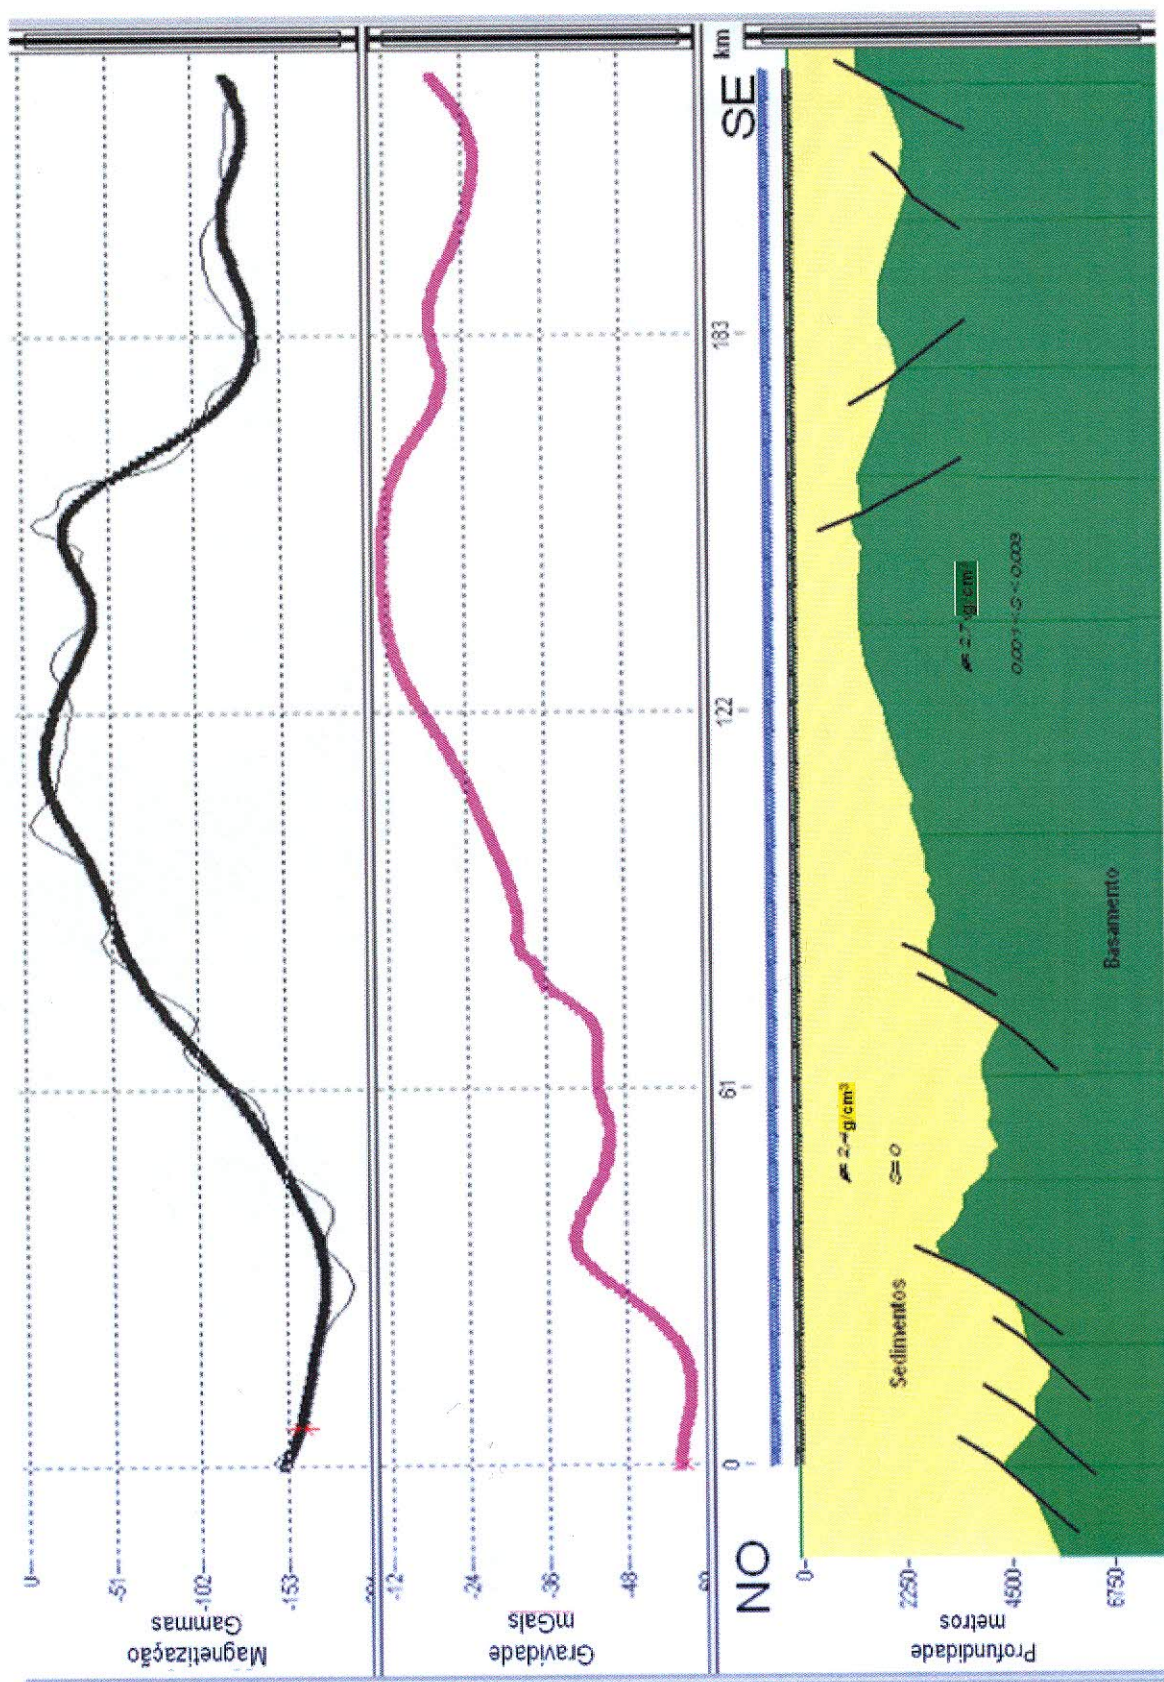 Magnetização
Gammas
0
-51
-102
-153
Gravidade
mGals
-12
-24
-36
-48
NO
0
61
122
183
km
SE
Profundidade
metros
0
2250
4500
6750
Sedimentos
2.4g/cm³
S=0
2.7 g/cm³
0.001<S<0.003
Basamento